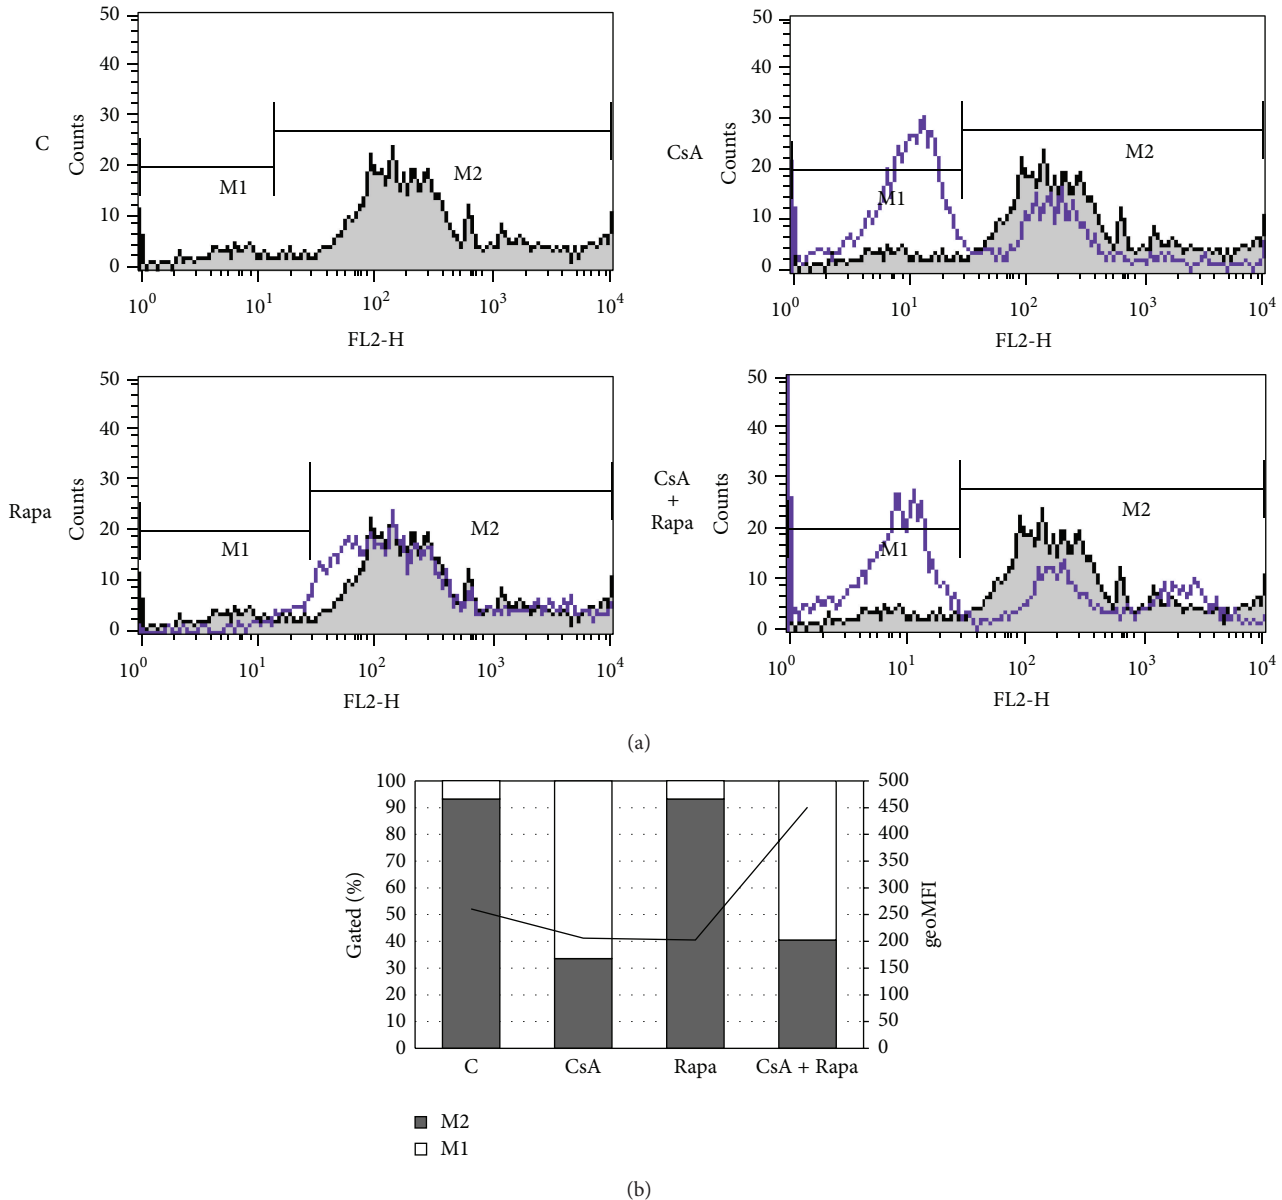 C
Counts
50
40
30
20
10
0
M1
M2
10^0 10^1 10^2 10^3 10^4
FL2-H
CsA
Counts
50
40
30
20
10
0
M1
M2
10^0 10^1 10^2 10^3 10^4
FL2-H
Rapa
Counts
50
40
30
20
10
0
M1
M2
10^0 10^1 10^2 10^3 10^4
FL2-H
CsA
+
Rapa
Counts
50
40
30
20
10
0
M1
M2
10^0 10^1 10^2 10^3 10^4
FL2-H
(a)
Gated (%)
100
90
80
70
60
50
40
30
20
10
0
500
450
400
350
300
250
200
150
100
50
0
geoMFI
C CsA Rapa CsA + Rapa
M2
M1
(b)